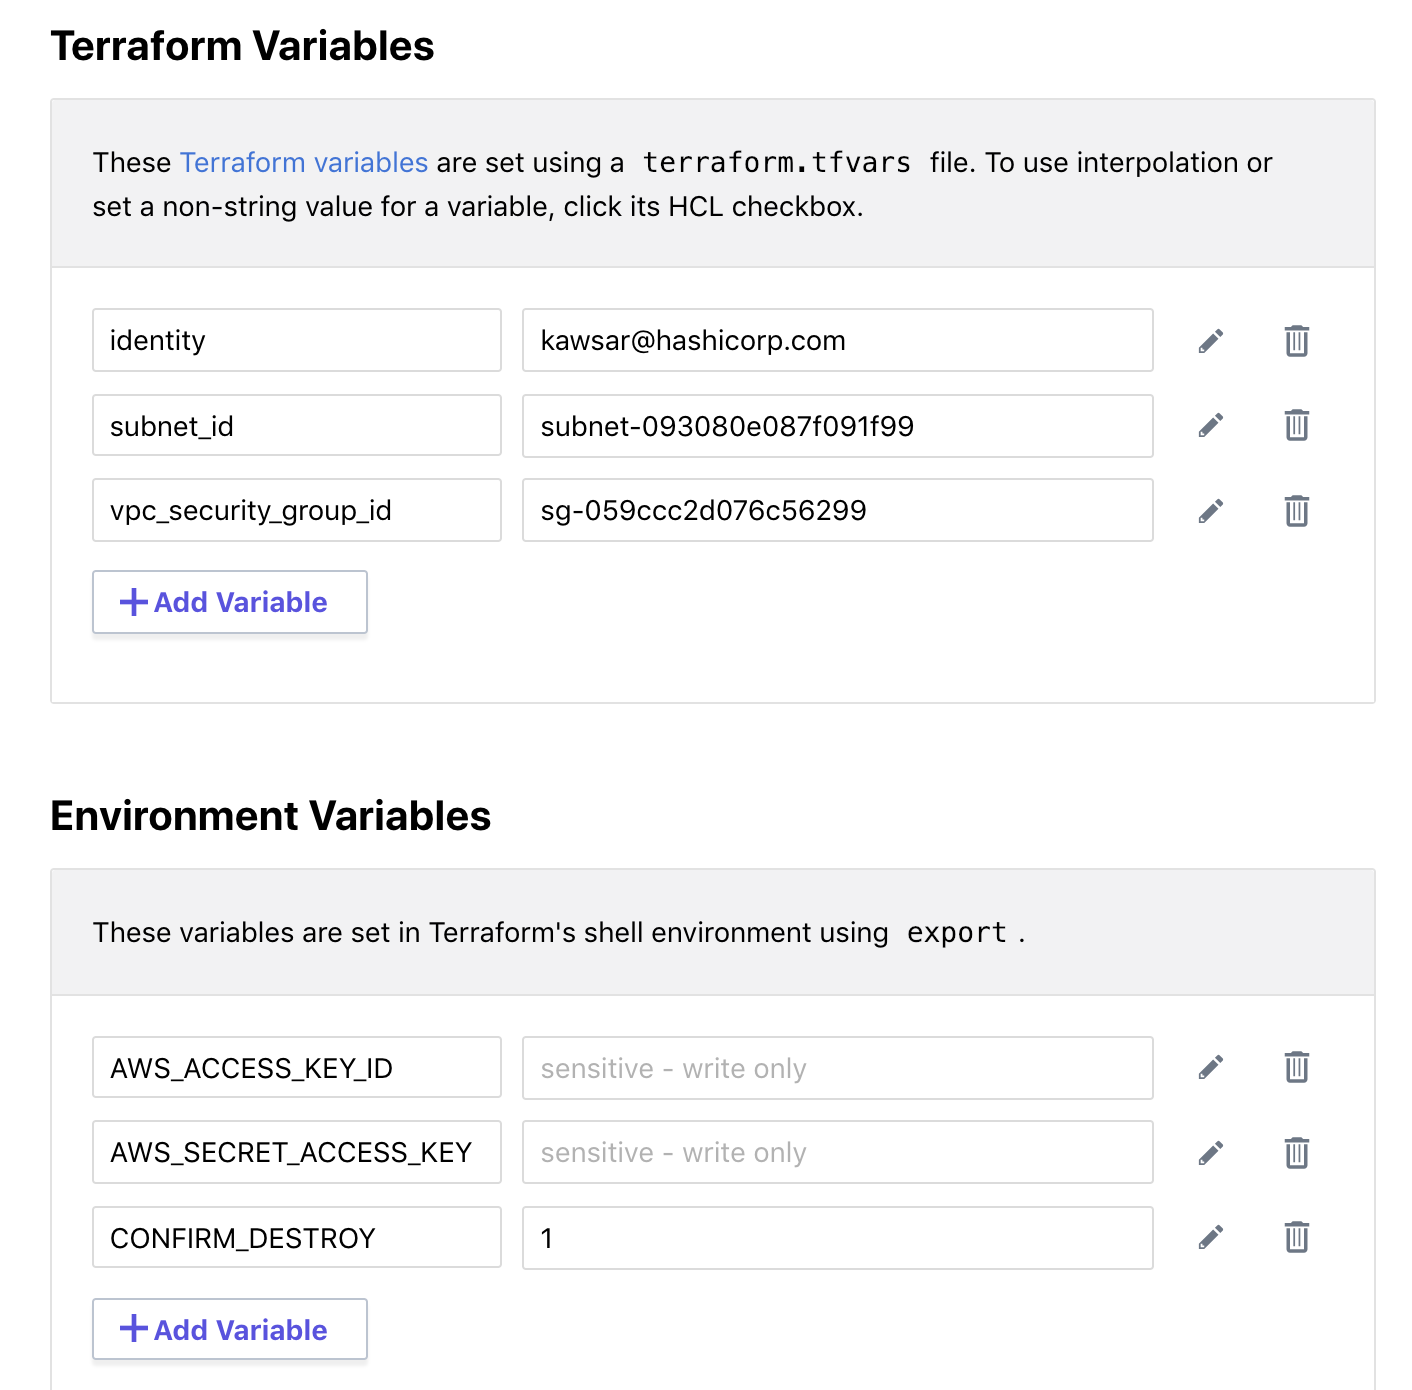 Terraform Variables
These Terraform variables are set using a terraform.tfvars file. To use interpolation or
set a non-string value for a variable, click its HCL checkbox.
identity kawsar@hashicorp.com
subnet_id subnet-093080e087f091f99
vpc_security_group_id sg-059ccc2d076c56299
+ Add Variable
Environment Variables
These variables are set in Terraform's shell environment using export .
AWS_ACCESS_KEY_ID sensitive - write only
AWS_SECRET_ACCESS_KEY sensitive - write only
CONFIRM_DESTROY 1
+ Add Variable